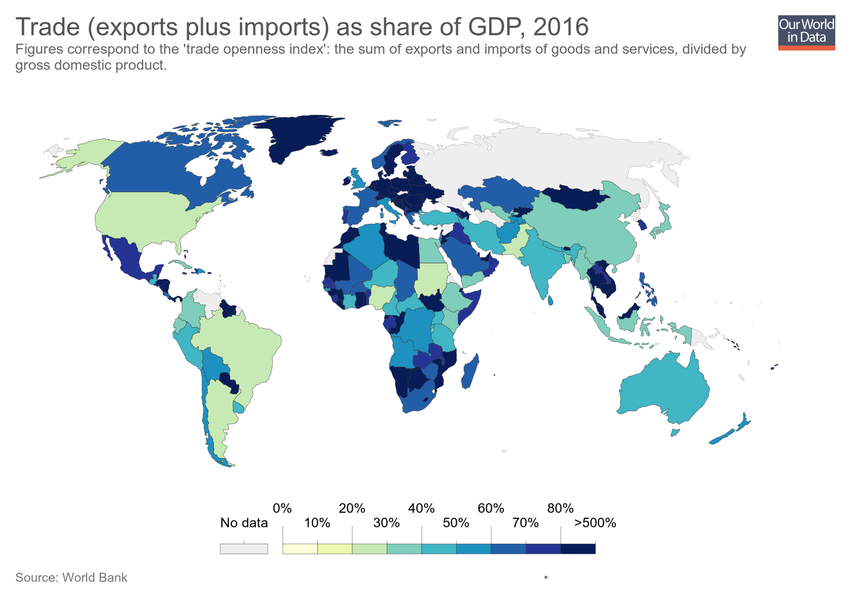 Trade (exports plus imports) as share of GDP, 2016
Our World
in Data
Figures correspond to the 'trade openness index': the sum of exports and imports of goods and services, divided by
gross domestic product.
0% 20% 40% 60% 80%
No data 10% 30% 50% 70% >500%
Source: World Bank